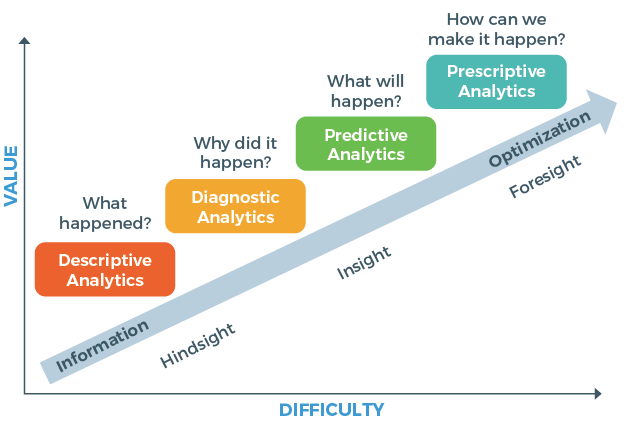 How can we
make it happen?
Prescriptive
Analytics
What will
happen?
Predictive
Analytics
Why did it
happen?
Diagnostic
Analytics
What
happened?
Descriptive
Analytics
VALUE
Information
Optimization
Hindsight
Insight
Foresight
DIFFICULTY